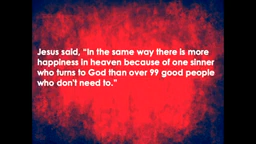 Jesus said, “In the same way there is more
happiness in heaven because of one sinner
who turns to God than over 99 good people
who don't need to.”